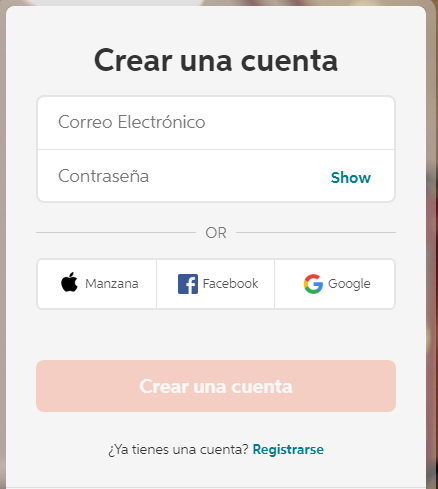 Crear una cuenta
Correo Electrónico
Contraseña Show
OR
Manzana Facebook Google
Crear una cuenta
¿Ya tienes una cuenta? Registrarse